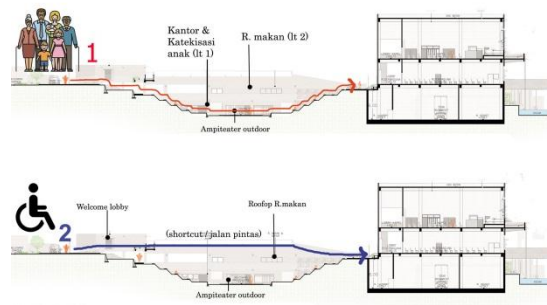 1
Kantor &
Katekisasi
anak (lt 1)
R. makan (lt 2)
Ampiteater outdoor
2
Welcome lobby
(shortcut/jalan pintas)
Roofop R.makan
Ampiteater outdoor